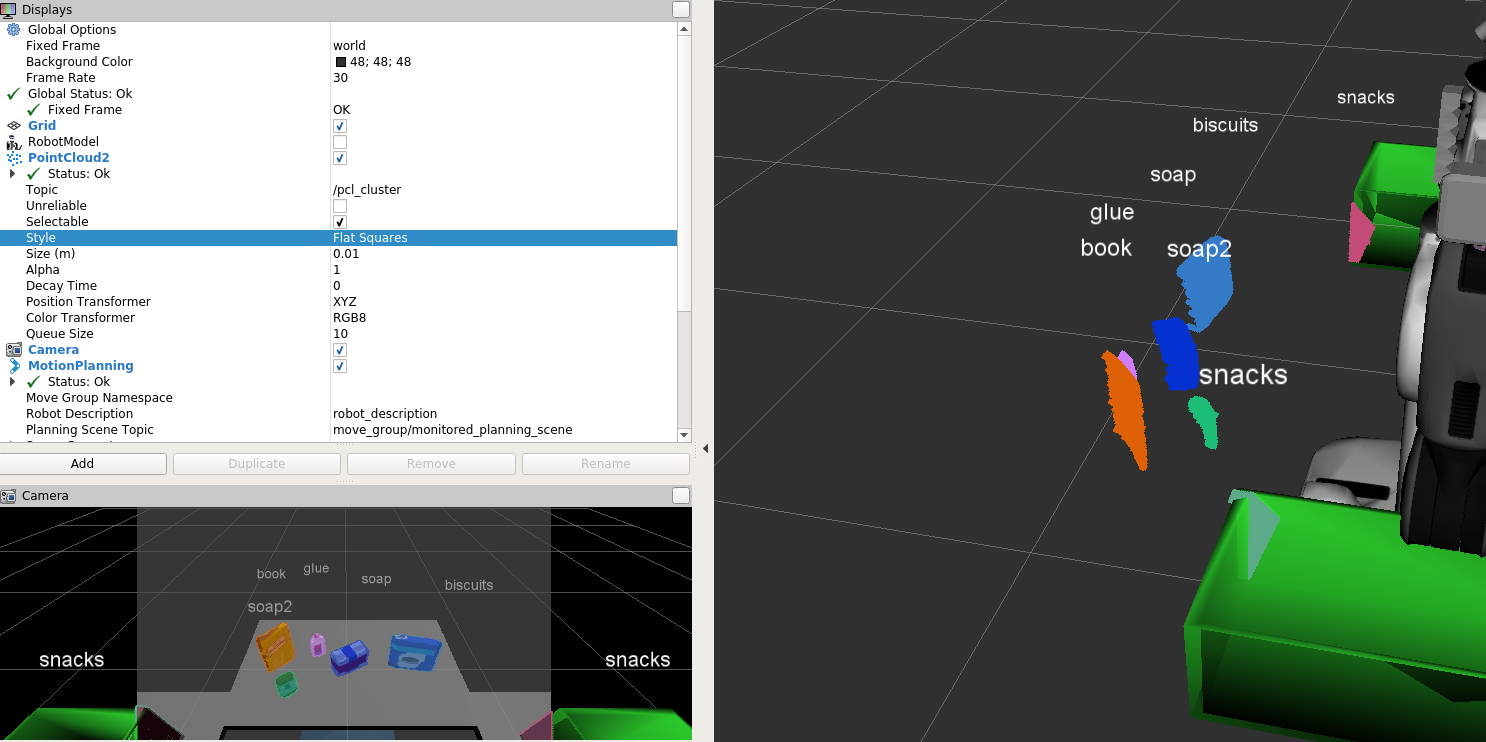 Displays
Global Options
Fixed Frame world
Background Color 48; 48; 48
Frame Rate 30
Global Status: Ok
Fixed Frame OK
Grid
RobotModel
PointCloud2
Status: Ok
Topic /pcl_cluster
Unreliable
Selectable
Style Flat Squares
Size (m) 0.01
Alpha 1
Decay Time 0
Position Transformer XYZ
Color Transformer RGB8
Queue Size 10
Camera
MotionPlanning
Status: Ok
Move Group Namespace
Robot Description robot_description
Planning Scene Topic move_group/monitored_planning_scene
Add Duplicate Remove Rename
Camera
book glue soap biscuits
soap2
snacks snacks
snacks
biscuits
soap
glue
book soap2
snacks